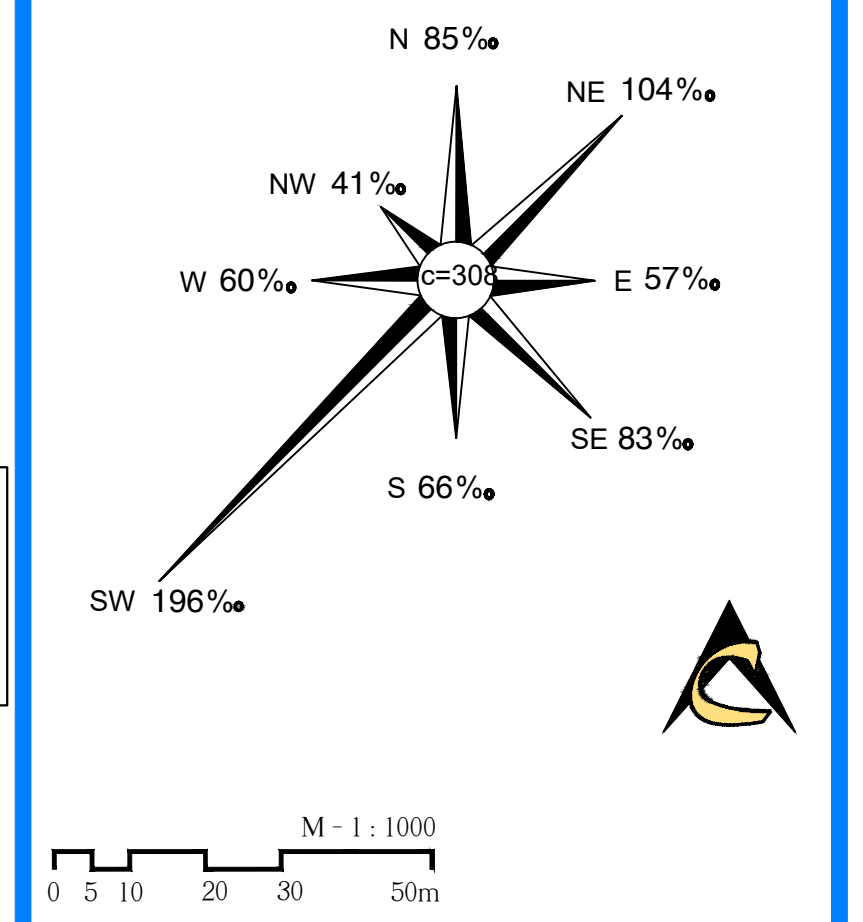 N 85‰
NE 104‰
NW 41‰
c=308
W 60‰
E 57‰
SE 83‰
S 66‰
SW 196‰
M - 1 : 1000
0 5 10 20 30 50m